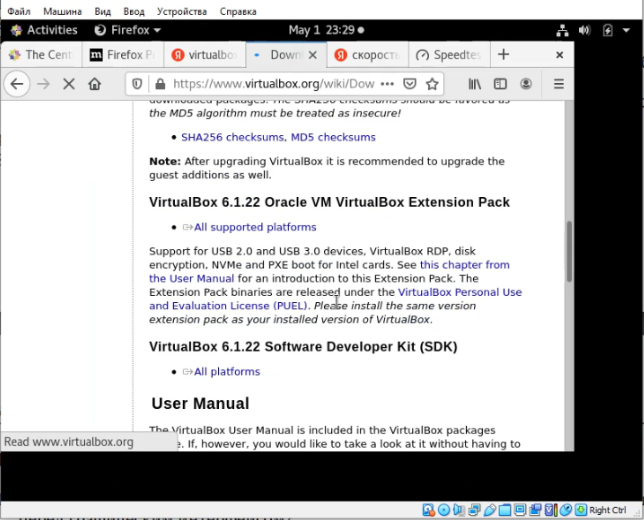 Файл Машина Вид Ввод Устройства Справка
Activities Firefox May 1 23:29
The Cent Firefox P virtualbo Downl скорост Speedtes
https://www.virtualbox.org/wiki/Dow
downloaded packages. The SHA256 checksums should be favored as
the MD5 algorithm must be treated as insecure!
• SHA256 checksums, MD5 checksums
Note: After upgrading VirtualBox it is recommended to upgrade the
guest additions as well.
VirtualBox 6.1.22 Oracle VM VirtualBox Extension Pack
• All supported platforms
Support for USB 2.0 and USB 3.0 devices, VirtualBox RDP, disk
encryption, NVMe and PXE boot for Intel cards. See this chapter from
the User Manual for an introduction to this Extension Pack. The
Extension Pack binaries are released under the VirtualBox Personal Use
and Evaluation License (PUEL). Please install the same version
extension pack as your installed version of VirtualBox.
VirtualBox 6.1.22 Software Developer Kit (SDK)
• All platforms
User Manual
The VirtualBox User Manual is included in the VirtualBox packages
If, however, you would like to take a look at it without having to
Read www.virtualbox.org
Right Ctrl